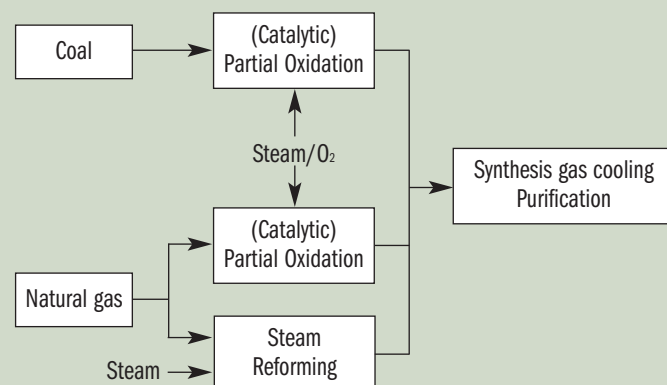 Coal
(Catalytic)
Partial Oxidation
Steam/O₂
Synthesis gas cooling
Purification
(Catalytic)
Partial Oxidation
Natural gas
Steam
Reforming
Steam